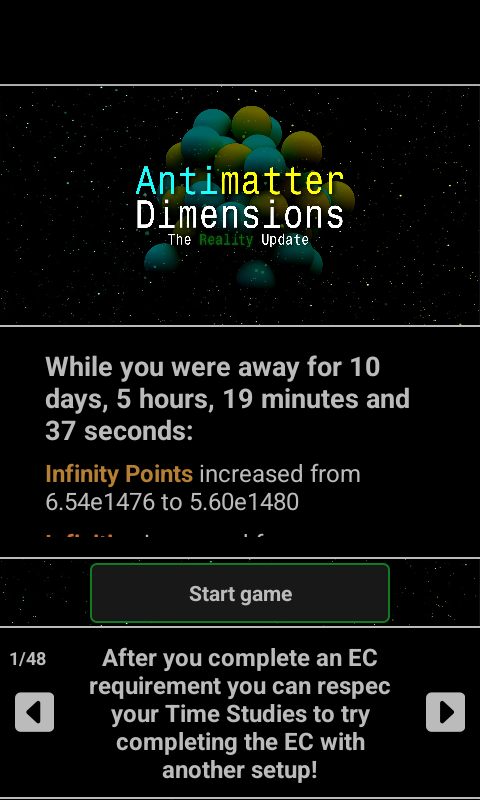 Antimatter
Dimensions
The Reality Update
While you were away for 10
days, 5 hours, 19 minutes and
37 seconds:
Infinity Points increased from
6.54e1476 to 5.60e1480
Start game
1/48
After you complete an EC
requirement you can respec
your Time Studies to try
completing the EC with
another setup!